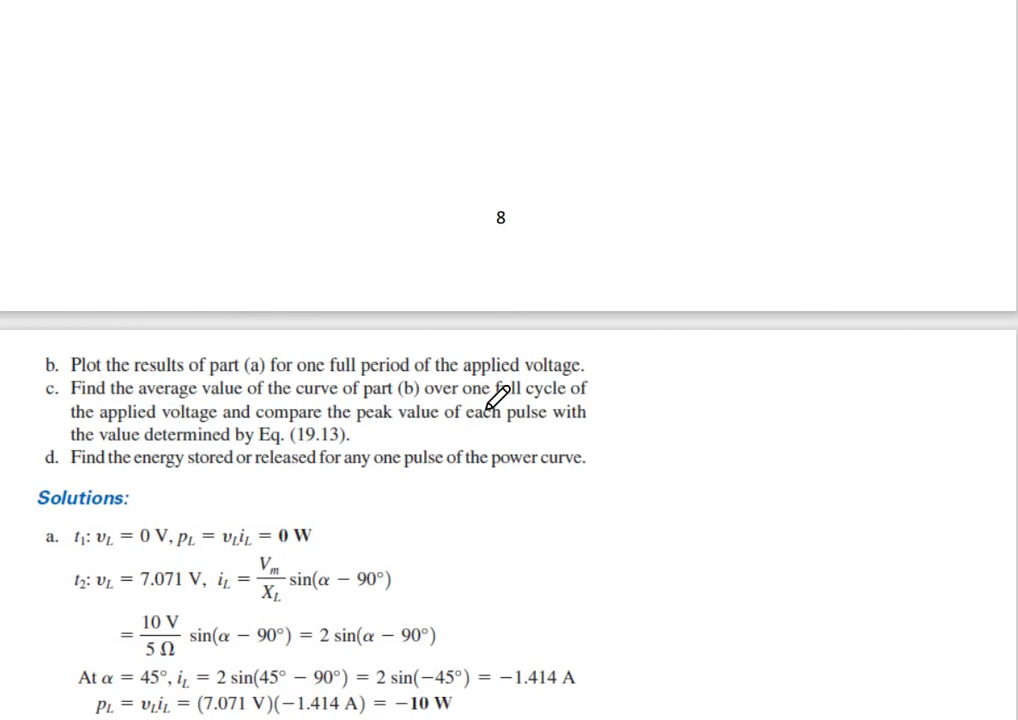 8
b. Plot the results of part (a) for one full period of the applied voltage.
c. Find the average value of the curve of part (b) over one full cycle of
the applied voltage and compare the peak value of each pulse with
the value determined by Eq. (19.13).
d. Find the energy stored or released for any one pulse of the power curve.
Solutions:
a. t₁: v_L = 0 V, p_L = v_L i_L = 0 W
t₂: v_L = 7.071 V, i_L = V_m/X_L sin(α − 90°)
= 10 V/5 Ω sin(α − 90°) = 2 sin(α − 90°)
At α = 45°, i_L = 2 sin(45° − 90°) = 2 sin(−45°) = −1.414 A
P_L = v_L i_L = (7.071 V)(−1.414 A) = −10 W